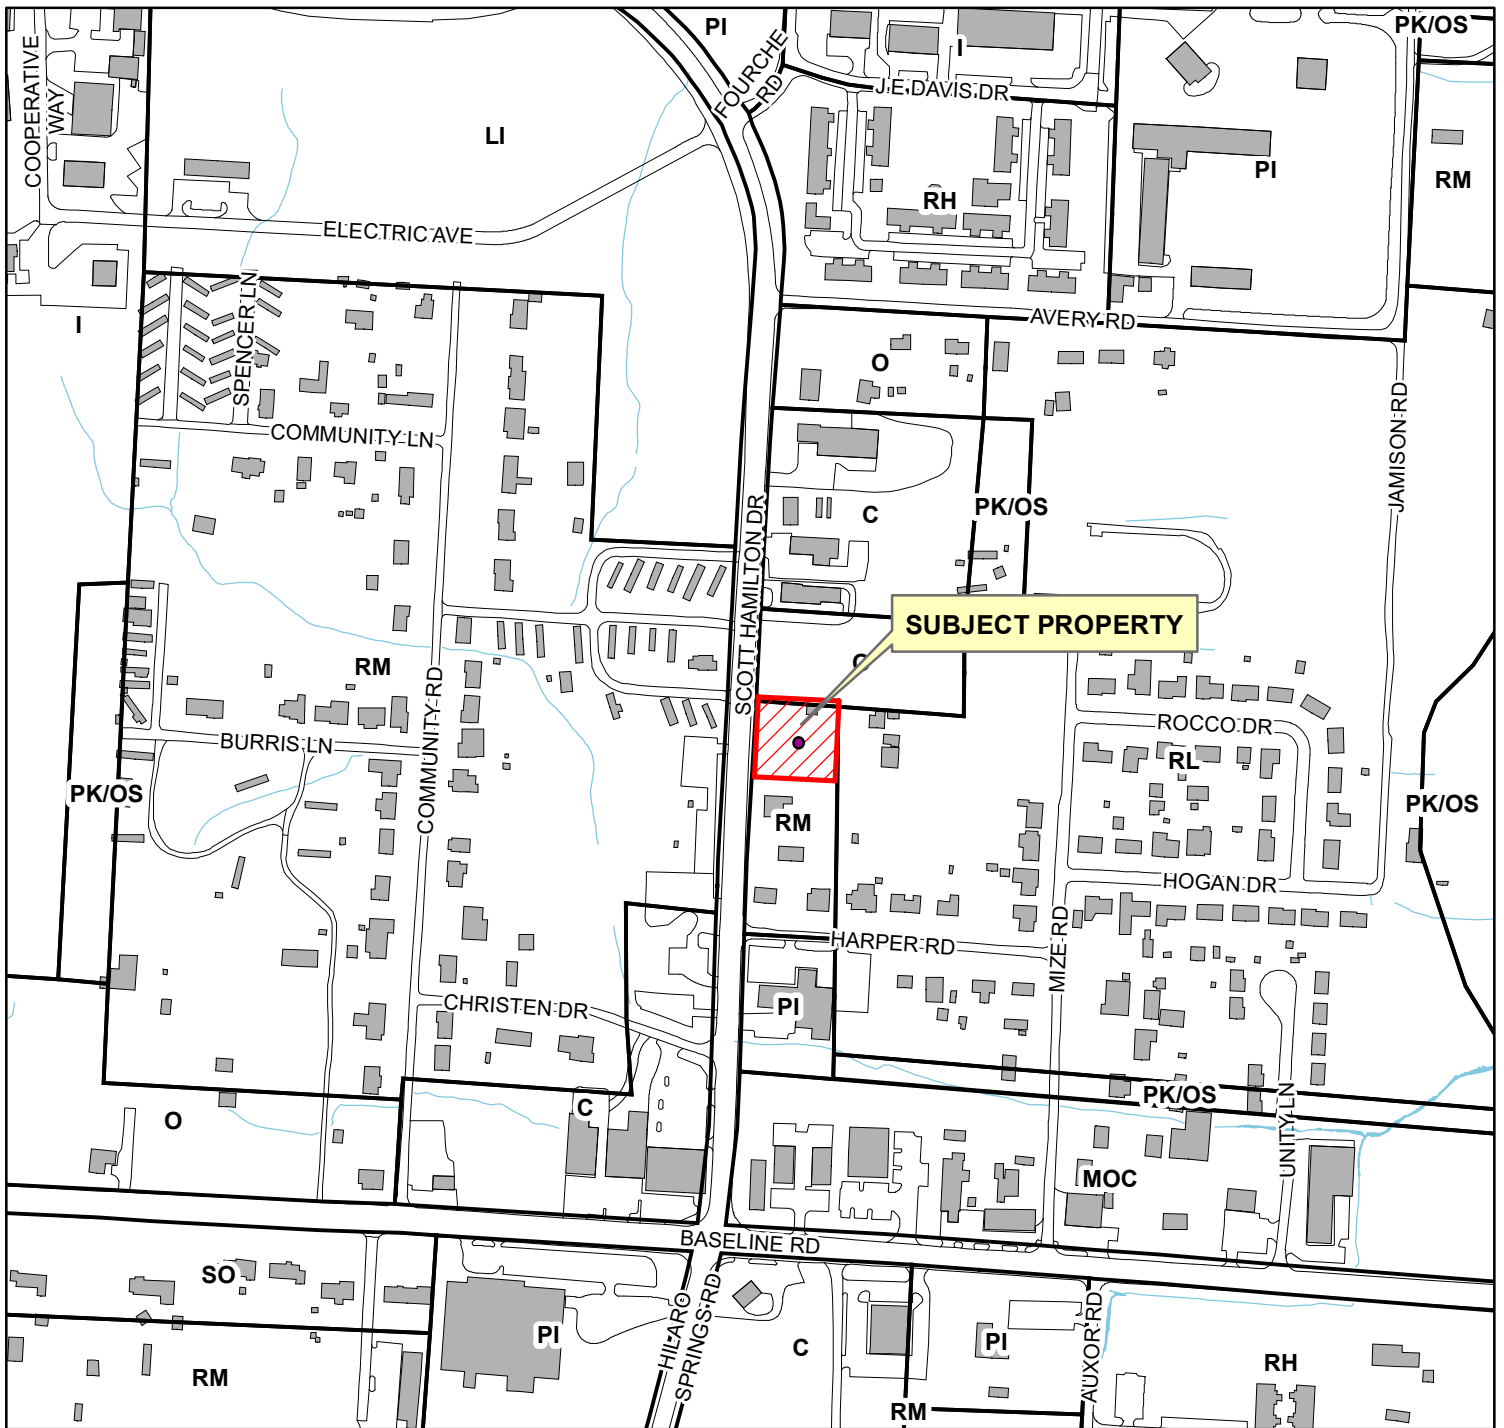 PI
PK/OS
I
FOURCHE
RD
COOPERATIVE
WAY
J E DAVIS DR
LI
PI
RM
RH
ELECTRIC AVE
SPENCER LN
I
AVERY RD
O
COMMUNITY LN
JAMISON RD
SCOTT HAMILTON DR
C
PK/OS
SUBJECT PROPERTY
RM
COMMUNITY RD
ROCCO DR
BURRIS LN
RL
PK/OS
PK/OS
RM
HOGAN DR
HARPER RD
MIZE RD
CHRISTEN DR
PI
PK/OS
C
O
UNITY LN
MOC
BASELINE RD
SO
HILARO
SPRINGS RD
AUXOR RD
PI
C
PI
RH
RM
RM